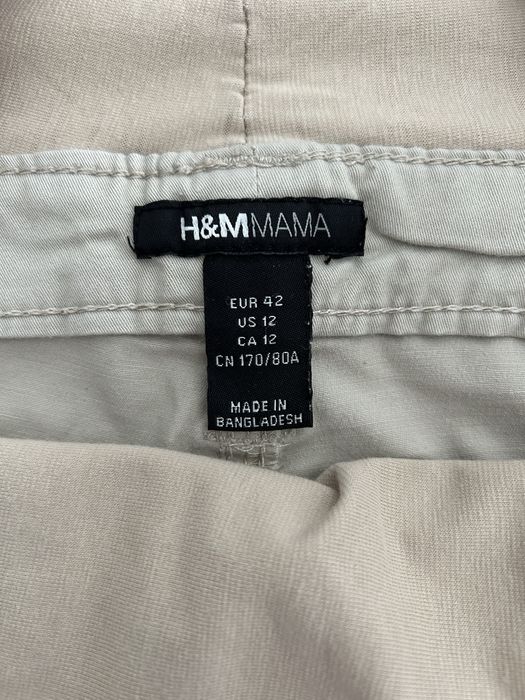 H&MMAMA
EUR 42
US 12
CA 12
CN 170/80A
MADE IN
BANGLADESH